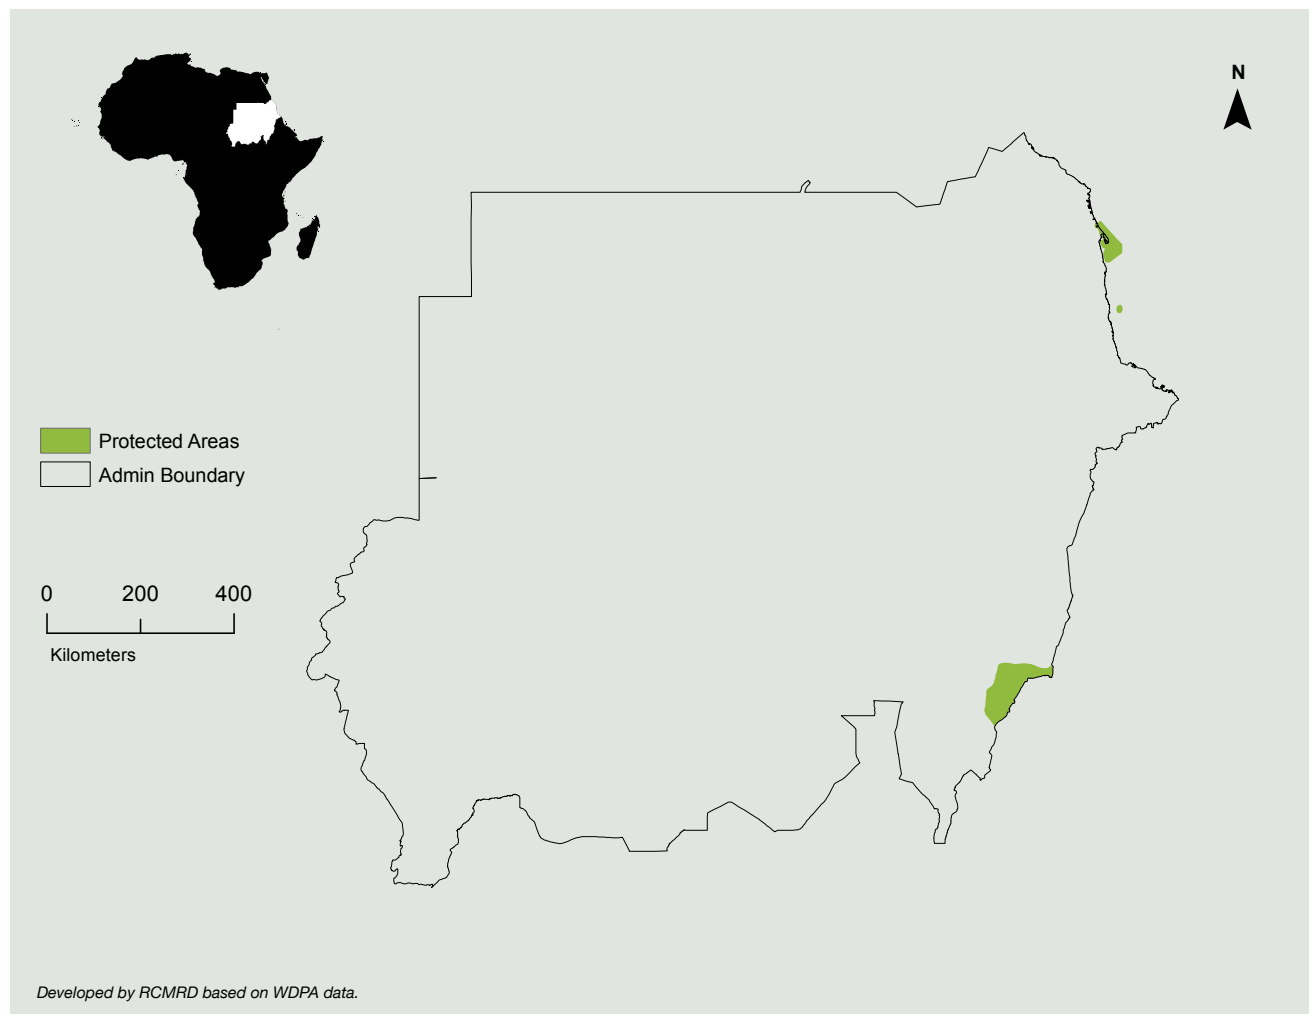 N
Protected Areas
Admin Boundary
0 200 400
Kilometers
Developed by RCMRD based on WDPA data.